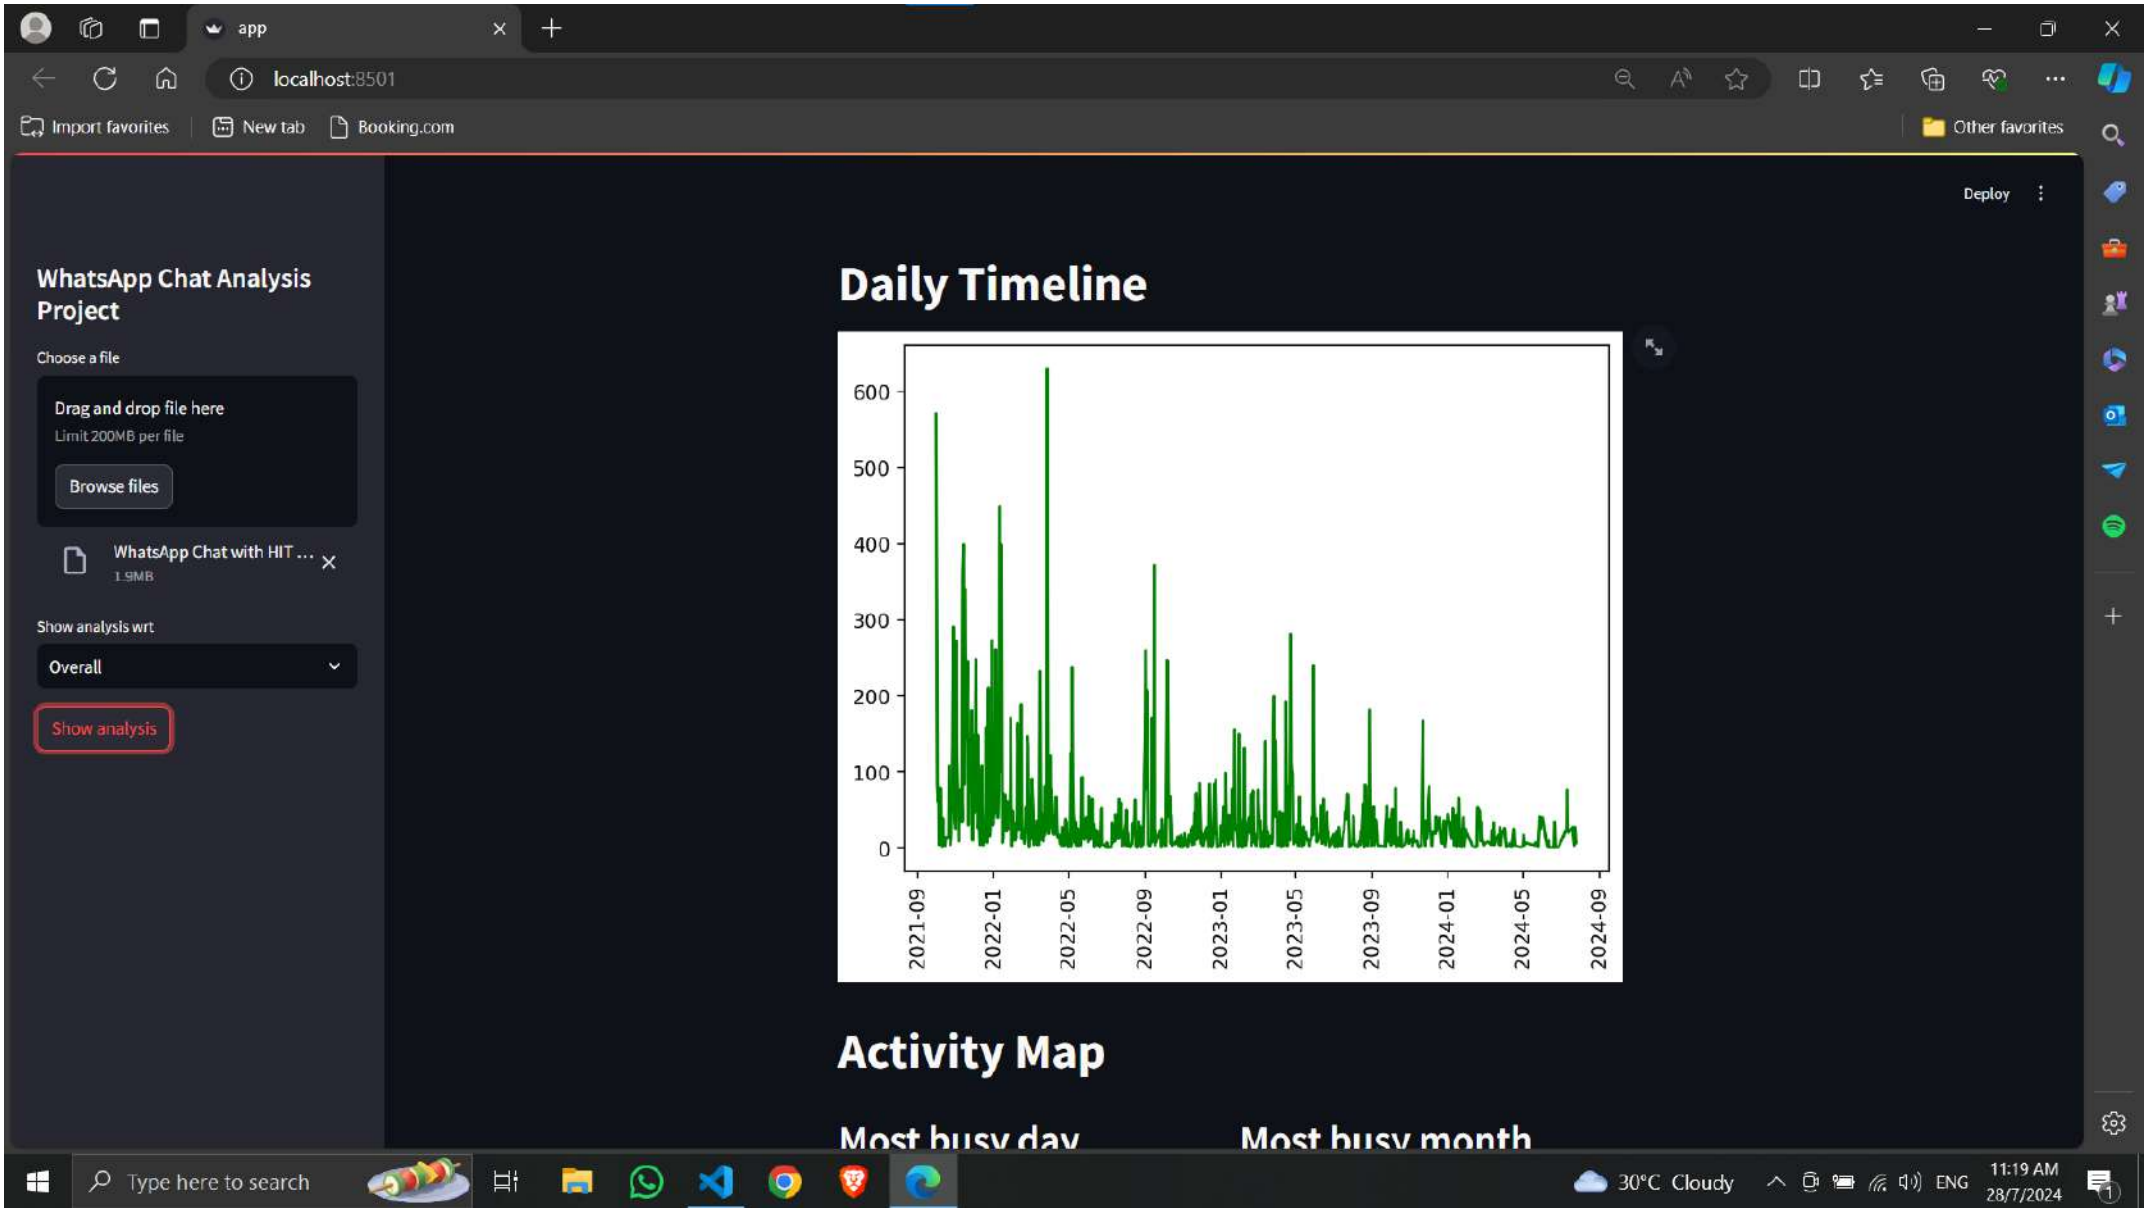 app
localhost:8501
Import favorites
New tab
Booking.com
Other favorites
Deploy
WhatsApp Chat Analysis
Project
Choose a file
Drag and drop file here
Limit 200MB per file
Browse files
WhatsApp Chat with HIT ...
1.9MB
Show analysis wrt
Overall
Show analysis
Daily Timeline
600
500
400
300
200
100
0
2021-09
2022-01
2022-05
2022-09
2023-01
2023-05
2023-09
2024-01
2024-05
2024-09
Activity Map
Most busy day
Most busy month
Type here to search
30°C Cloudy
ENG
11:19 AM
28/7/2024
1